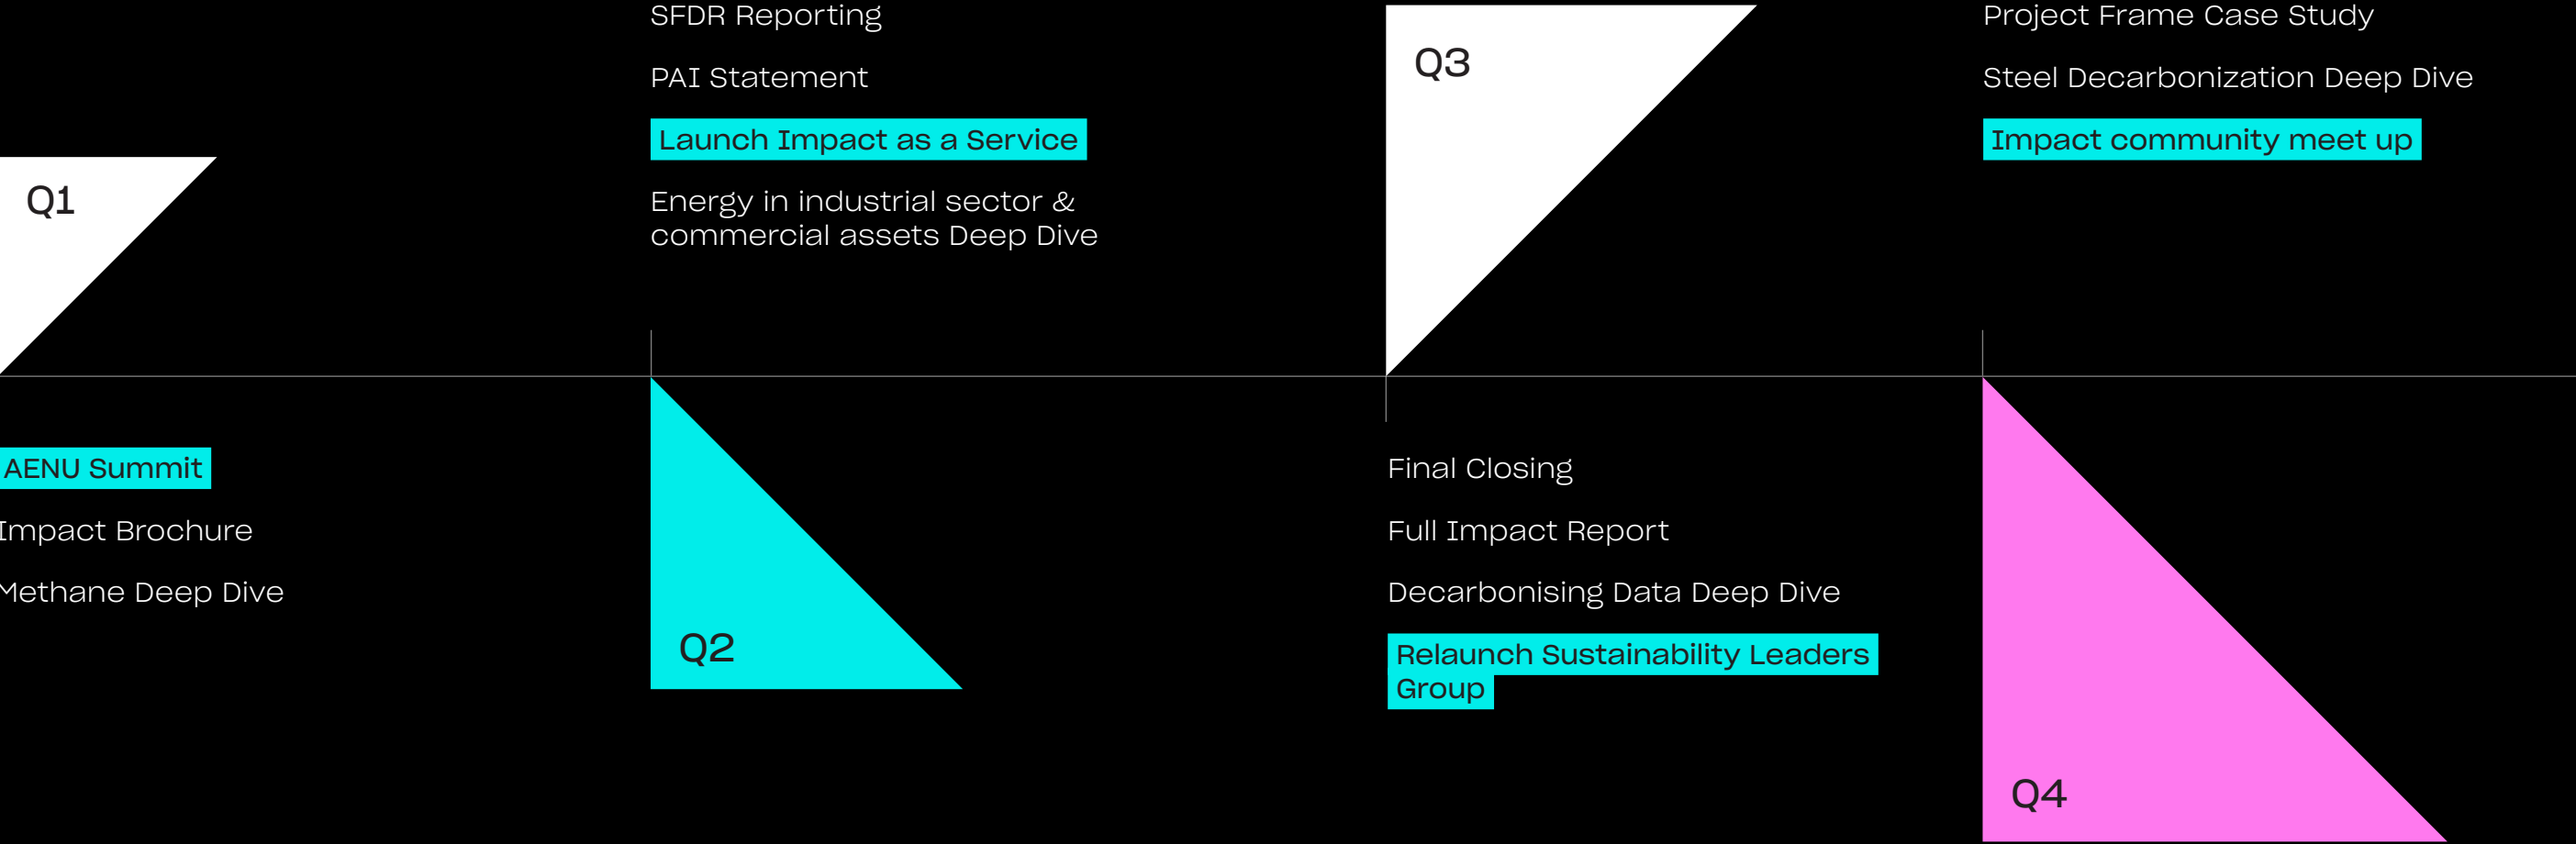 Q1
AENU Summit
Impact Brochure
Methane Deep Dive
SFDR Reporting
PAI Statement
Launch Impact as a Service
Energy in industrial sector &
commercial assets Deep Dive
Q2
Q3
Final Closing
Full Impact Report
Decarbonising Data Deep Dive
Relaunch Sustainability Leaders
Group
Project Frame Case Study
Steel Decarbonization Deep Dive
Impact community meet up
Q4